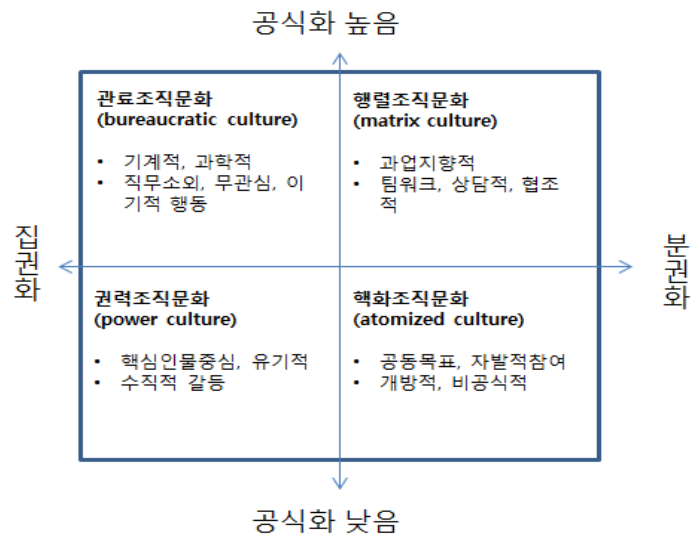 공식화 높음
관료조직문화
(bureaucratic culture)
• 기계적, 과학적
• 직무소외, 무관심, 이
기적 행동
행렬조직문화
(matrix culture)
• 과업지향적
• 팀워크, 상담적, 협조
적
집권화
분권화
권력조직문화
(power culture)
• 핵심인물중심, 유기적
• 수직적 갈등
핵화조직문화
(atomized culture)
• 공동목표, 자발적참여
• 개방적, 비공식적
공식화 낮음